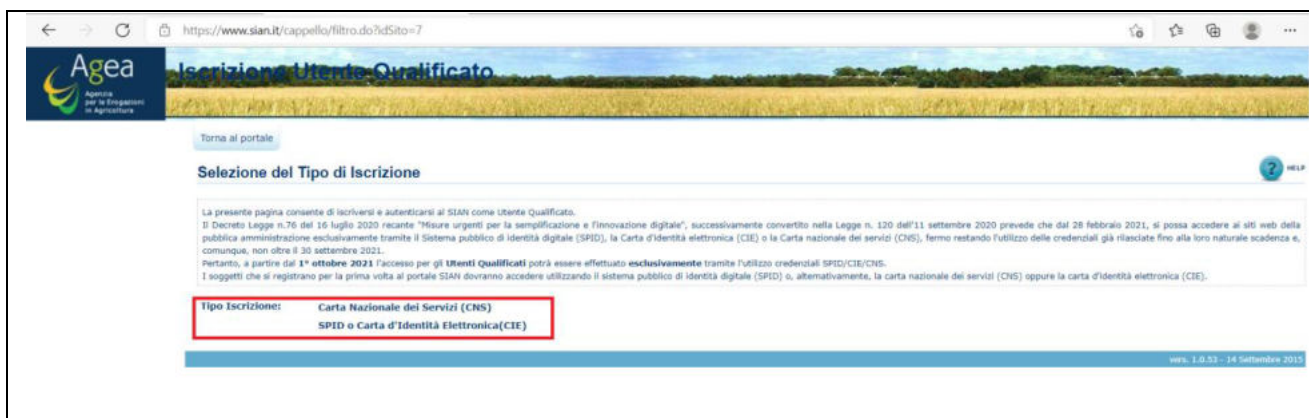 https://www.sian.it/cappello/filtro.do?idSito=7
Agea
Agenzia
per le Erogazioni
in Agricoltura
Iscrizione Utente Qualificato
Torna al portale
Selezione del Tipo di Iscrizione
? HELP
La presente pagina consente di iscriversi e autenticarsi al SIAN come Utente Qualificato.
Il Decreto Legge n.76 del 16 luglio 2020 recante "Misure urgenti per la semplificazione e l'innovazione digitale", successivamente convertito nella Legge n. 120 dell'11 settembre 2020 prevede che dal 28 febbraio 2021, si possa accedere ai siti web della
pubblica amministrazione esclusivamente tramite il Sistema pubblico di identità digitale (SPID), la Carta d'identità elettronica (CIE) o la Carta nazionale dei servizi (CNS), fermo restando l'utilizzo delle credenziali già rilasciate fino alla loro naturale scadenza e,
comunque, non oltre il 30 settembre 2021.
Pertanto, a partire dal 1° ottobre 2021 l'accesso per gli Utenti Qualificati potrà essere effettuato esclusivamente tramite l'utilizzo credenziali SPID/CIE/CNS.
I soggetti che si registrano per la prima volta al portale SIAN dovranno accedere utilizzando il sistema pubblico di identità digitale (SPID) o, alternativamente, la carta nazionale dei servizi (CNS) oppure la carta d'identità elettronica (CIE).
Tipo Iscrizione: Carta Nazionale dei Servizi (CNS)
SPID o Carta d'Identità Elettronica(CIE)
vers. 1.0.53 - 14 Settembre 2015